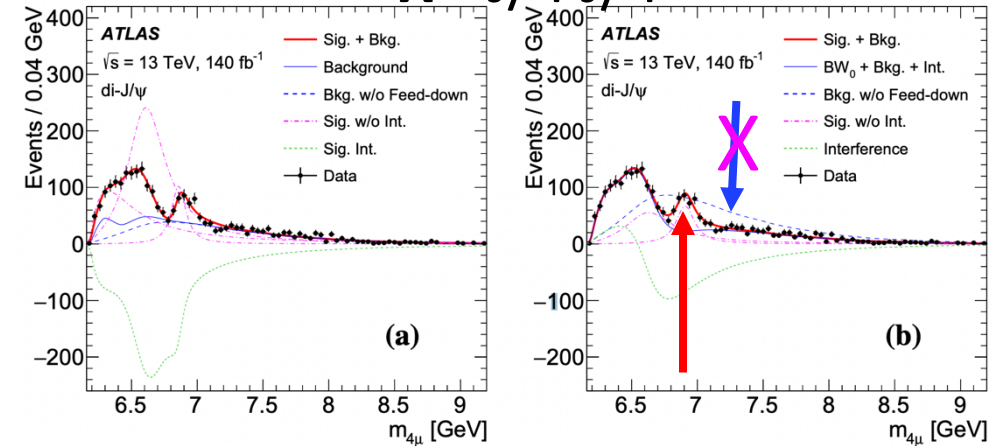 400
300
200
100
0
−100
−200
Events / 0.04 GeV
ATLAS
√s = 13 TeV, 140 fb-1
di-J/ψ
Sig. + Bkg.
Background
Bkg. w/o Feed-down
Sig. w/o Int.
Sig. Int.
Data
(a)
6.5 7 7.5 8 8.5 9
m4μ [GeV]
400
300
200
100
0
−100
−200
Events / 0.04 GeV
ATLAS
√s = 13 TeV, 140 fb-1
di-J/ψ
Sig. + Bkg.
BW0 + Bkg. + Int.
Bkg. w/o Feed-down
Sig. w/o Int.
Interference
Data
X
(b)
6.5 7 7.5 8 8.5 9
m4μ [GeV]